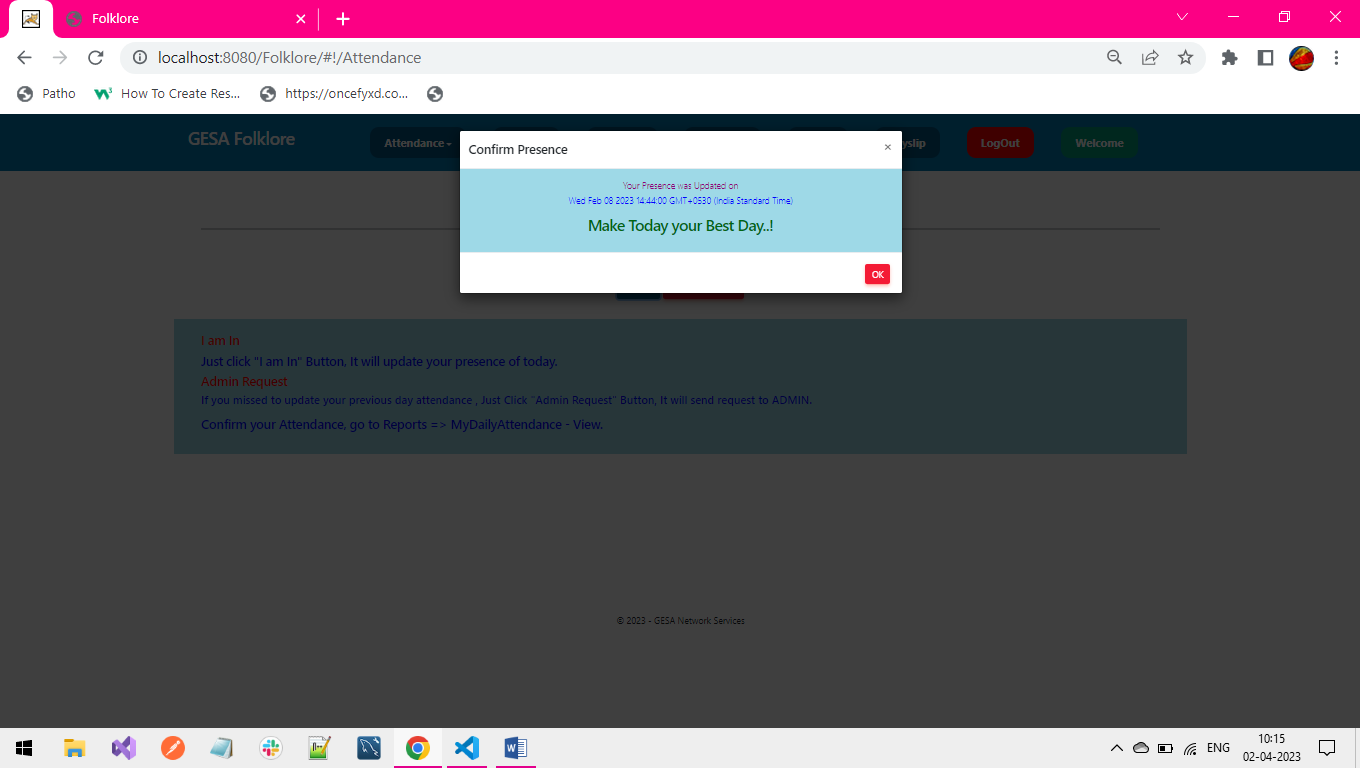 Folklore
localhost:8080/Folklore/#!/Attendance
Patho
How To Create Res...
https://oncefyxd.co...
GESA Folklore
Attendance
yslip
LogOut
Welcome
Confirm Presence
×
Your Presence was Updated on
Wed Feb 08 2023 14:44:00 GMT+0530 (India Standard Time)
Make Today your Best Day..!
OK
I am In
Just click "I am In" Button, It will update your presence of today.
Admin Request
If you missed to update your previous day attendance , Just Click "Admin Request" Button, It will send request to ADMIN.
Confirm your Attendance, go to Reports => MyDailyAttendance - View.
© 2023 - GESA Network Services
ENG
10:15
02-04-2023